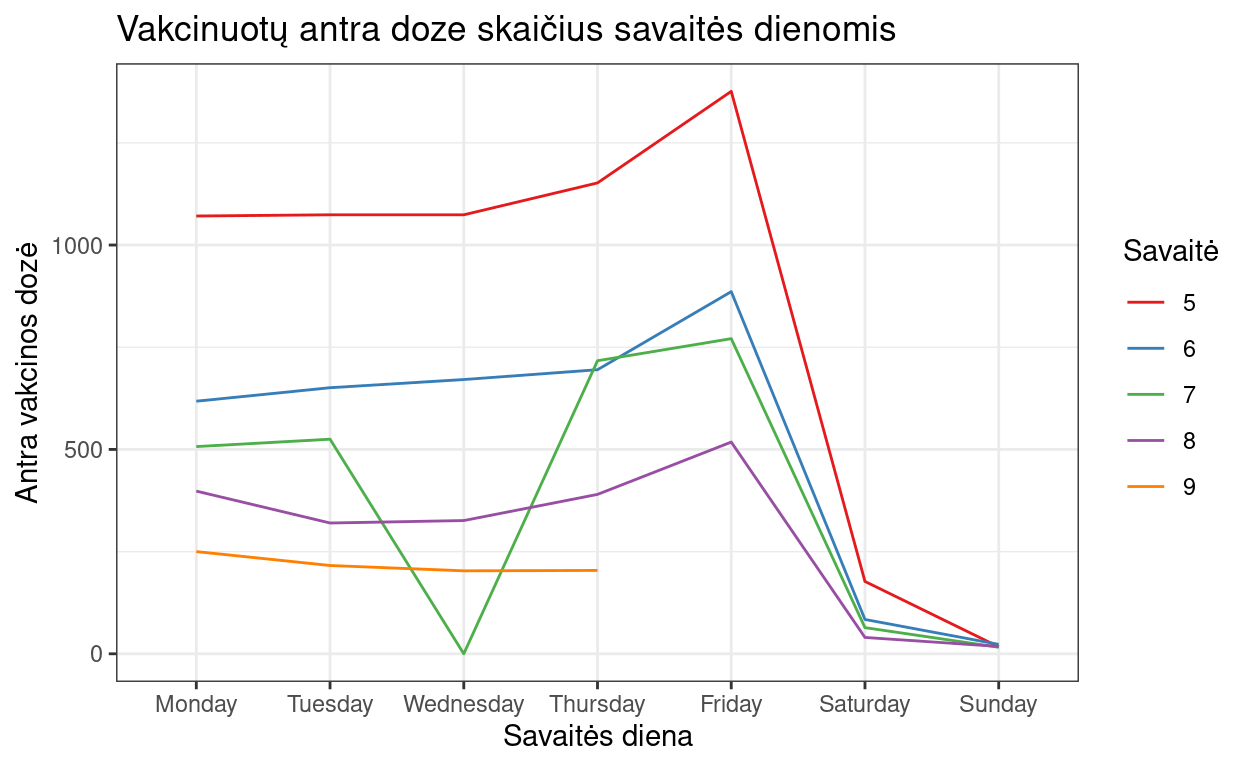 Vakcinuotų antra doze skaičius savaitės dienomis
Antra vakcinos dozė
1000
500
0
Monday
Tuesday
Wednesday
Thursday
Friday
Saturday
Sunday
Savaitės diena
Savaitė
5
6
7
8
9